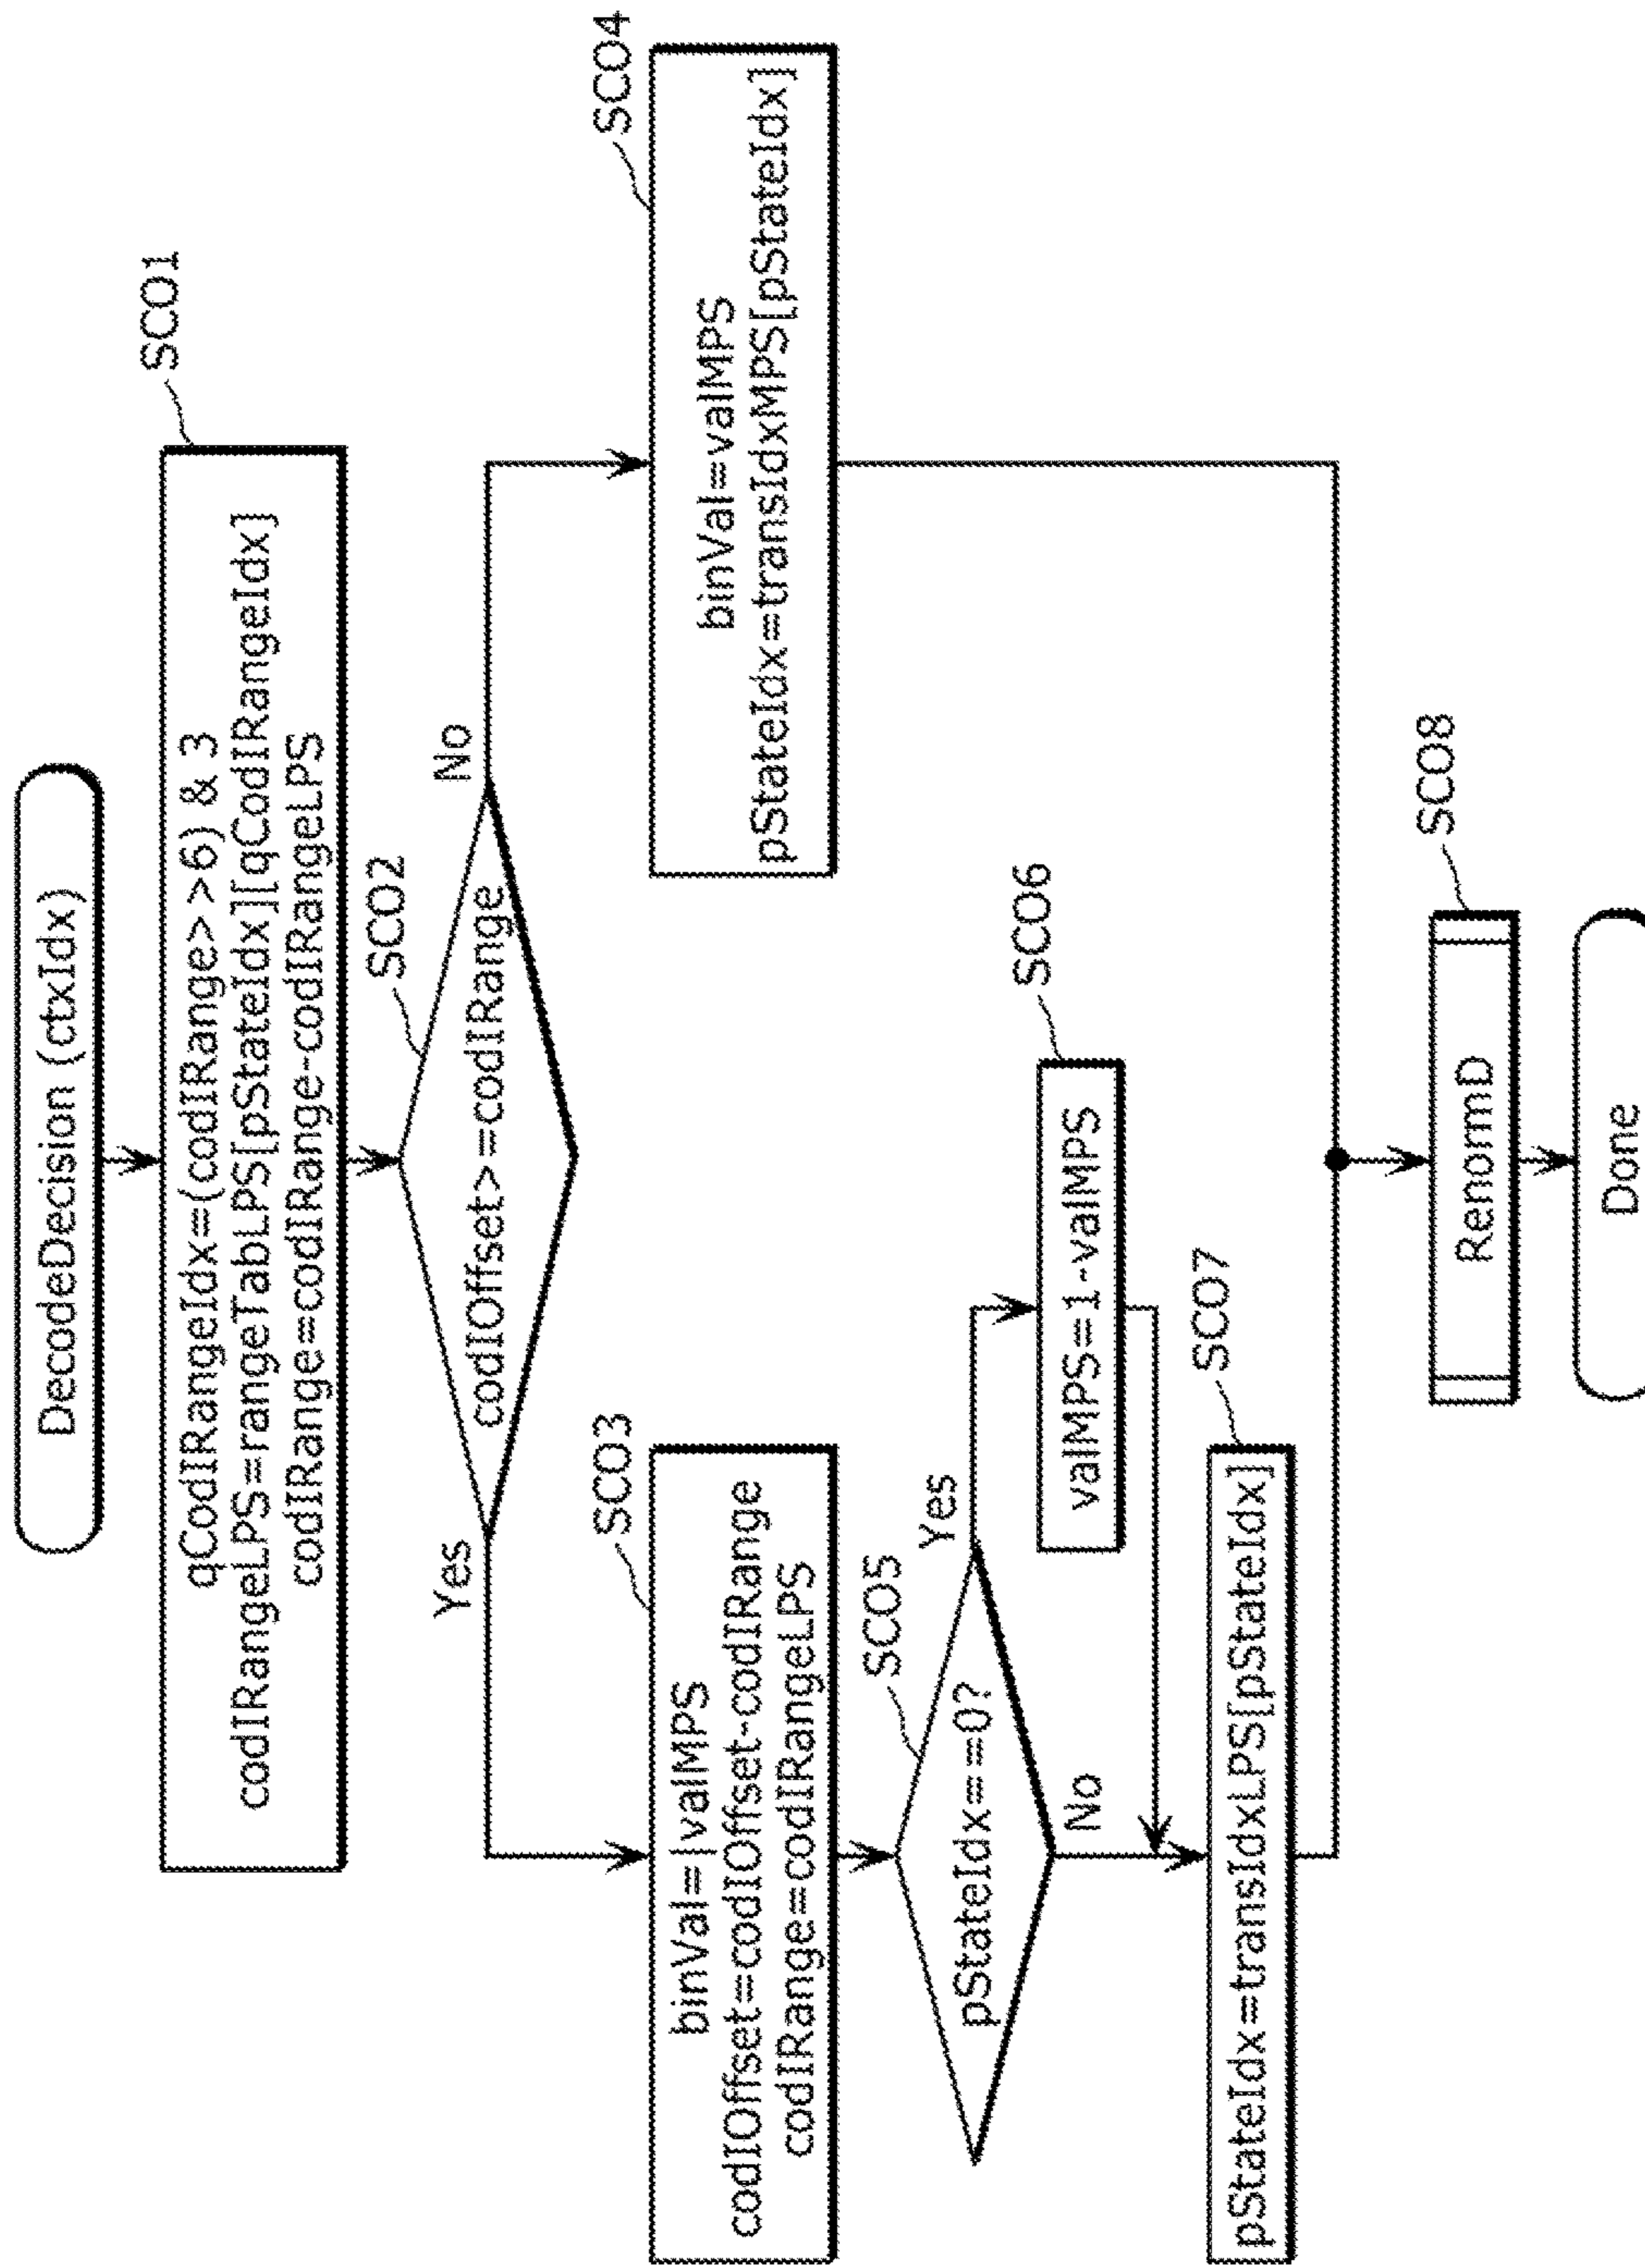 DecodeDecision (ctxIdx)
SC01
qCodIRangeIdx=(codIRange>>6) & 3
codIRangeLPS=rangeTabLPS[pStateIdx][qCodIRangeIdx]
codIRange=codIRange-codIRangeLPS
SC02
codIOffset>=codIRange
Yes
No
SC03
binVal=|valMPS
codIOffset=codIOffset-codIRange
codIRange=codIRangeLPS
SC04
binVal=valMPS
pStateIdx=transIdxMPS[pStateIdx]
SC05
pStateIdx==0?
Yes
No
SC06
valMPS=1-valMPS
SC07
pStateIdx=transIdxLPS[pStateIdx]
SC08
RenormD
Done